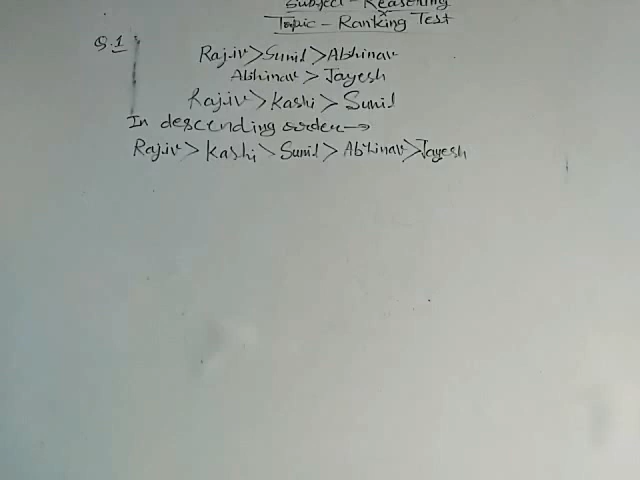 Subject - Reasoning
Topic - Ranking Test
Q.1
Rajiv > Sunil > Abhinav
Abhinav > Jayesh
Rajiv > Kashi > Sunil
In descending order →
Rajiv > Kashi > Sunil > Abhinav > Jayesh